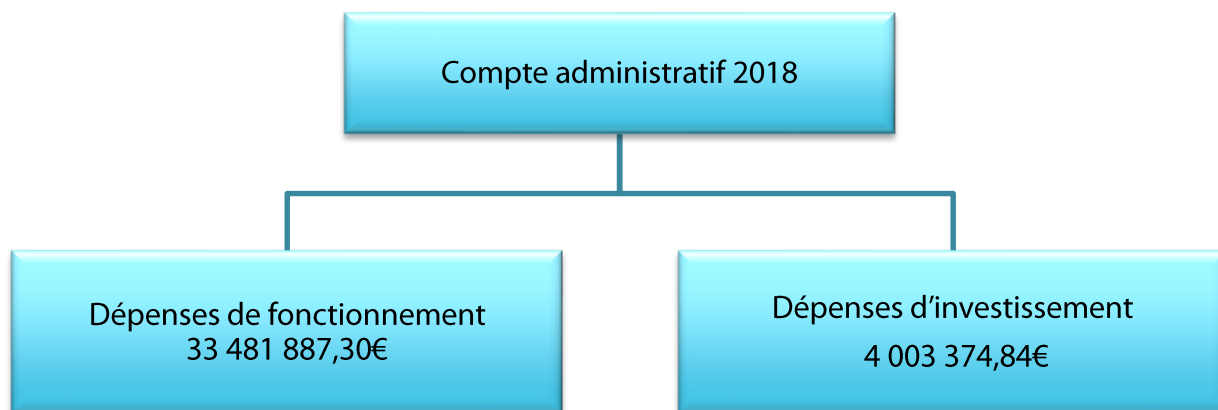 Compte administratif 2018
Dépenses de fonctionnement
33 481 887,30€
Dépenses d’investissement
4 003 374,84€